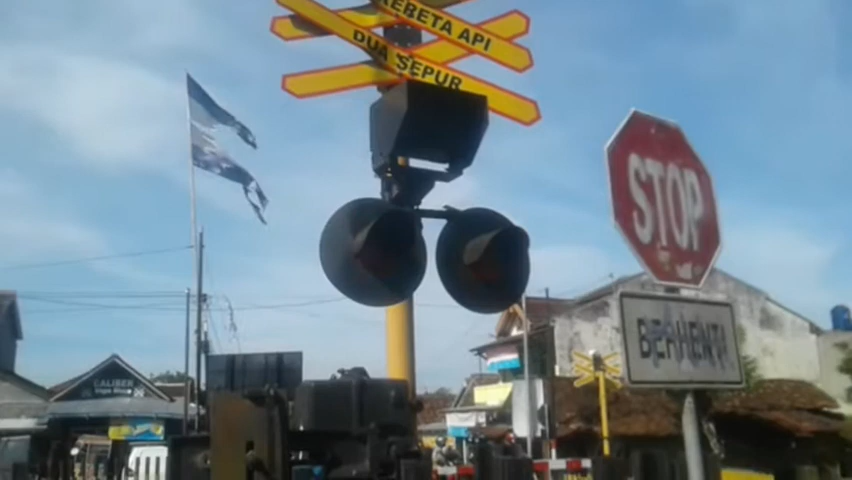 KERETA API
DUA SEPUR
STOP
BERHENTI
CALIBER